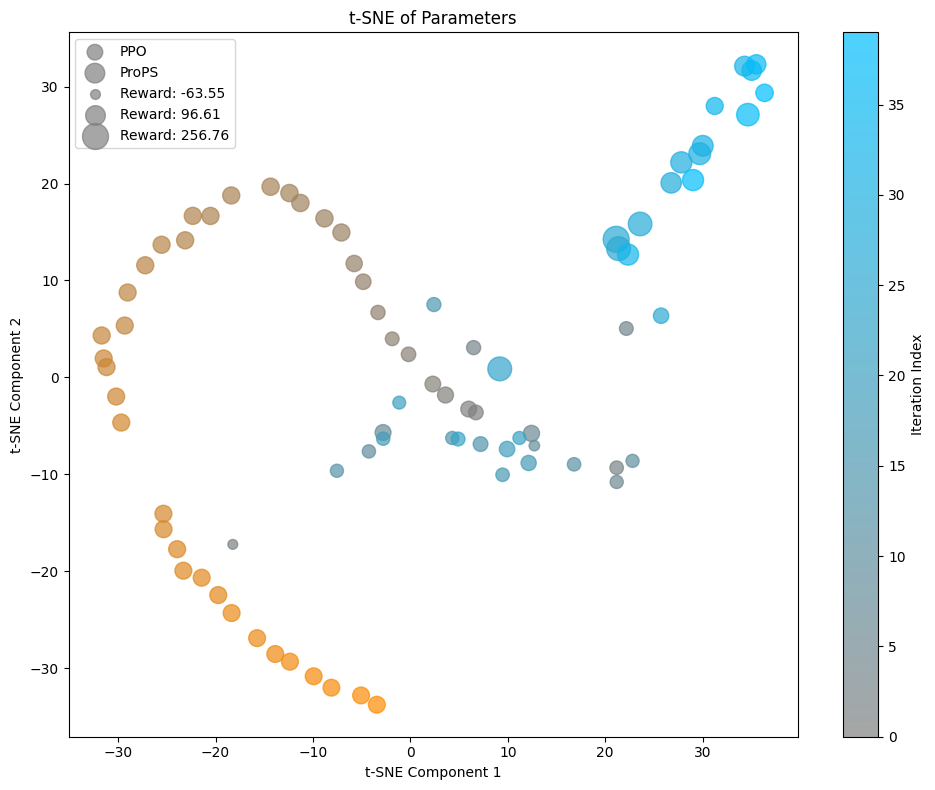 t-SNE of Parameters
PPO
ProPS
Reward: -63.55
Reward: 96.61
Reward: 256.76
30
20
10
0
−10
−20
−30
t-SNE Component 2
−30
−20
−10
0
10
20
30
t-SNE Component 1
35
30
25
20
15
10
5
0
Iteration Index